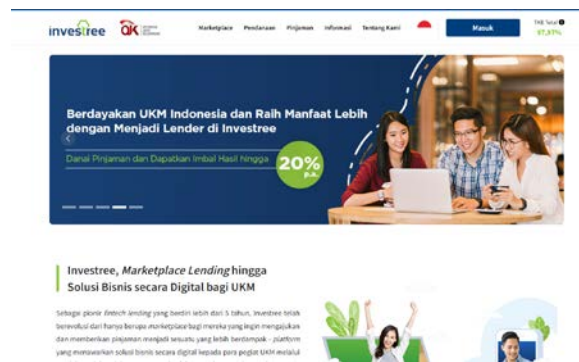 investree
OJK
Marketplace Pendanaan Pinjaman Informasi Tentang Kami
Masuk
TKB Total
97,97%
Berdayakan UKM Indonesia dan Raih Manfaat Lebih
dengan Menjadi Lender di Investree
Danai Pinjaman dan Dapatkan Imbal Hasil hingga
20%
p.a.
Investree, Marketplace Lending hingga
Solusi Bisnis secara Digital bagi UKM
Sebagai pionir fintech lending yang berdiri lebih dari 5 tahun, Investree telah
berevolusi dari hanya berupa marketplace bagi mereka yang ingin mengajukan
dan memberikan pinjaman menjadi sesuatu yang lebih berdampak - platform
yang menawarkan solusi bisnis secara digital kepada para pegiat UKM melalui